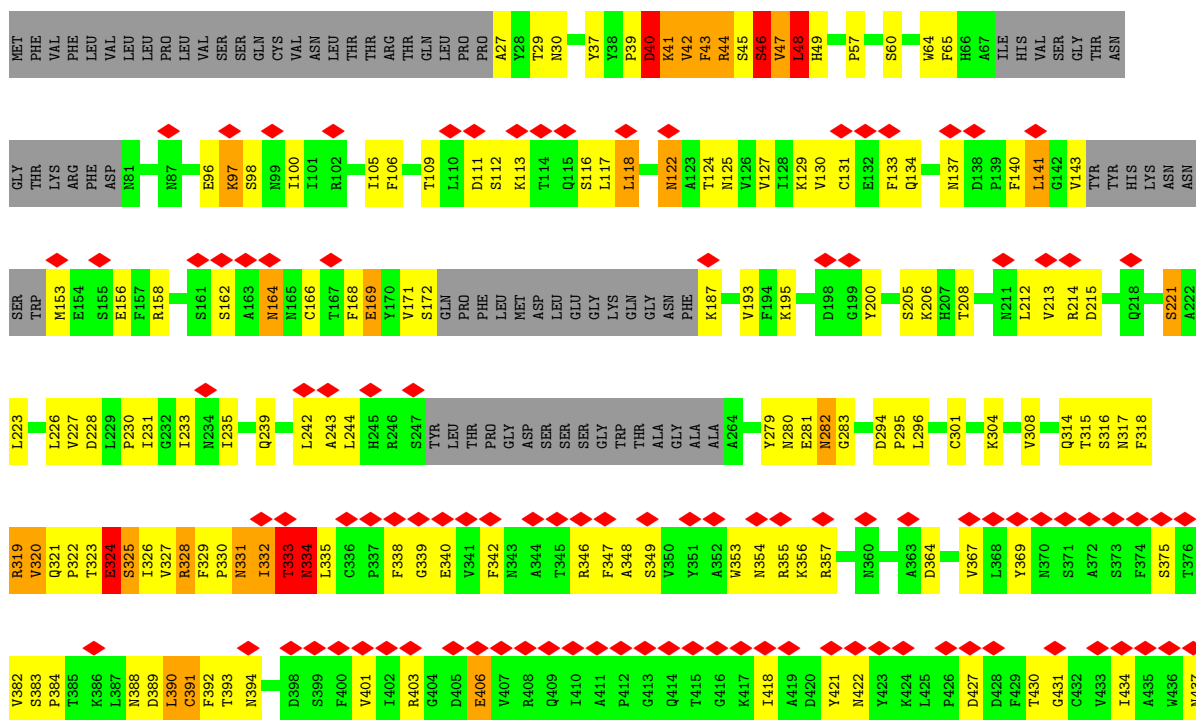 MET PHE VAL PHE LEU VAL LEU LEU PRO LEU VAL SER SER GLN CYS VAL ASN LEU THR THR ARG THR GLN LEU PRO PRO A27 Y28 T29 N30 Y37 Y38 P39 D40 K41 V42 F43 R44 S45 S46 V47 L48 H49 P57 S60 W64 F65 H66 A67 ILE HIS VAL SER GLY THR ASN
GLY THR LYS ARG PHE ASP N81 N87 E96 K97 S98 N99 I100 I101 R102 I105 F106 T109 L110 D111 S112 K113 T114 Q115 S116 L117 L118 N122 A123 T124 N125 V126 V127 I128 K129 V130 C131 E132 F133 Q134 N137 D138 P139 F140 L141 G142 V143 TYR TYR HIS LYS ASN ASN
SER TRP M153 E154 S155 E156 F157 R158 S161 S162 A163 N164 N165 C166 T167 F168 E169 Y170 V171 S172 GLN PRO PHE LEU MET ASP LEU GLU GLY LYS GLN GLY ASN PHE K187 V193 F194 K195 D198 G199 Y200 S205 K206 H207 T208 N211 L212 V213 R214 D215 Q218 S221 A222
L223 L226 V227 D228 L229 P230 I231 G232 I233 N234 I235 Q239 L242 A243 L244 H245 R246 S247 TYR LEU THR PRO GLY ASP SER SER SER GLY TRP THR ALA GLY ALA ALA A264 Y279 N280 E281 N282 G283 D294 P295 L296 C301 K304 V308 Q314 T315 S316 N317 F318
R319 V320 Q321 P322 T323 E324 S325 I326 V327 R328 F329 P330 N331 I332 T333 N334 L335 C336 P337 F338 G339 E340 V341 F342 N343 A344 T345 R346 F347 A348 S349 V350 Y351 A352 W353 N354 R355 K356 R357 N360 A363 D364 V367 L368 Y369 N370 S371 A372 S373 F374 S375 T376
V382 S383 P384 T385 K386 L387 N388 D389 L390 C391 F392 T393 N394 D398 S399 F400 V401 I402 R403 G404 D405 E406 V407 R408 Q409 I410 A411 P412 G413 Q414 T415 G416 K417 I418 A419 D420 Y421 N422 Y423 K424 L425 P426 D427 D428 F429 T430 G431 C432 V433 I434 A435 W436 N437